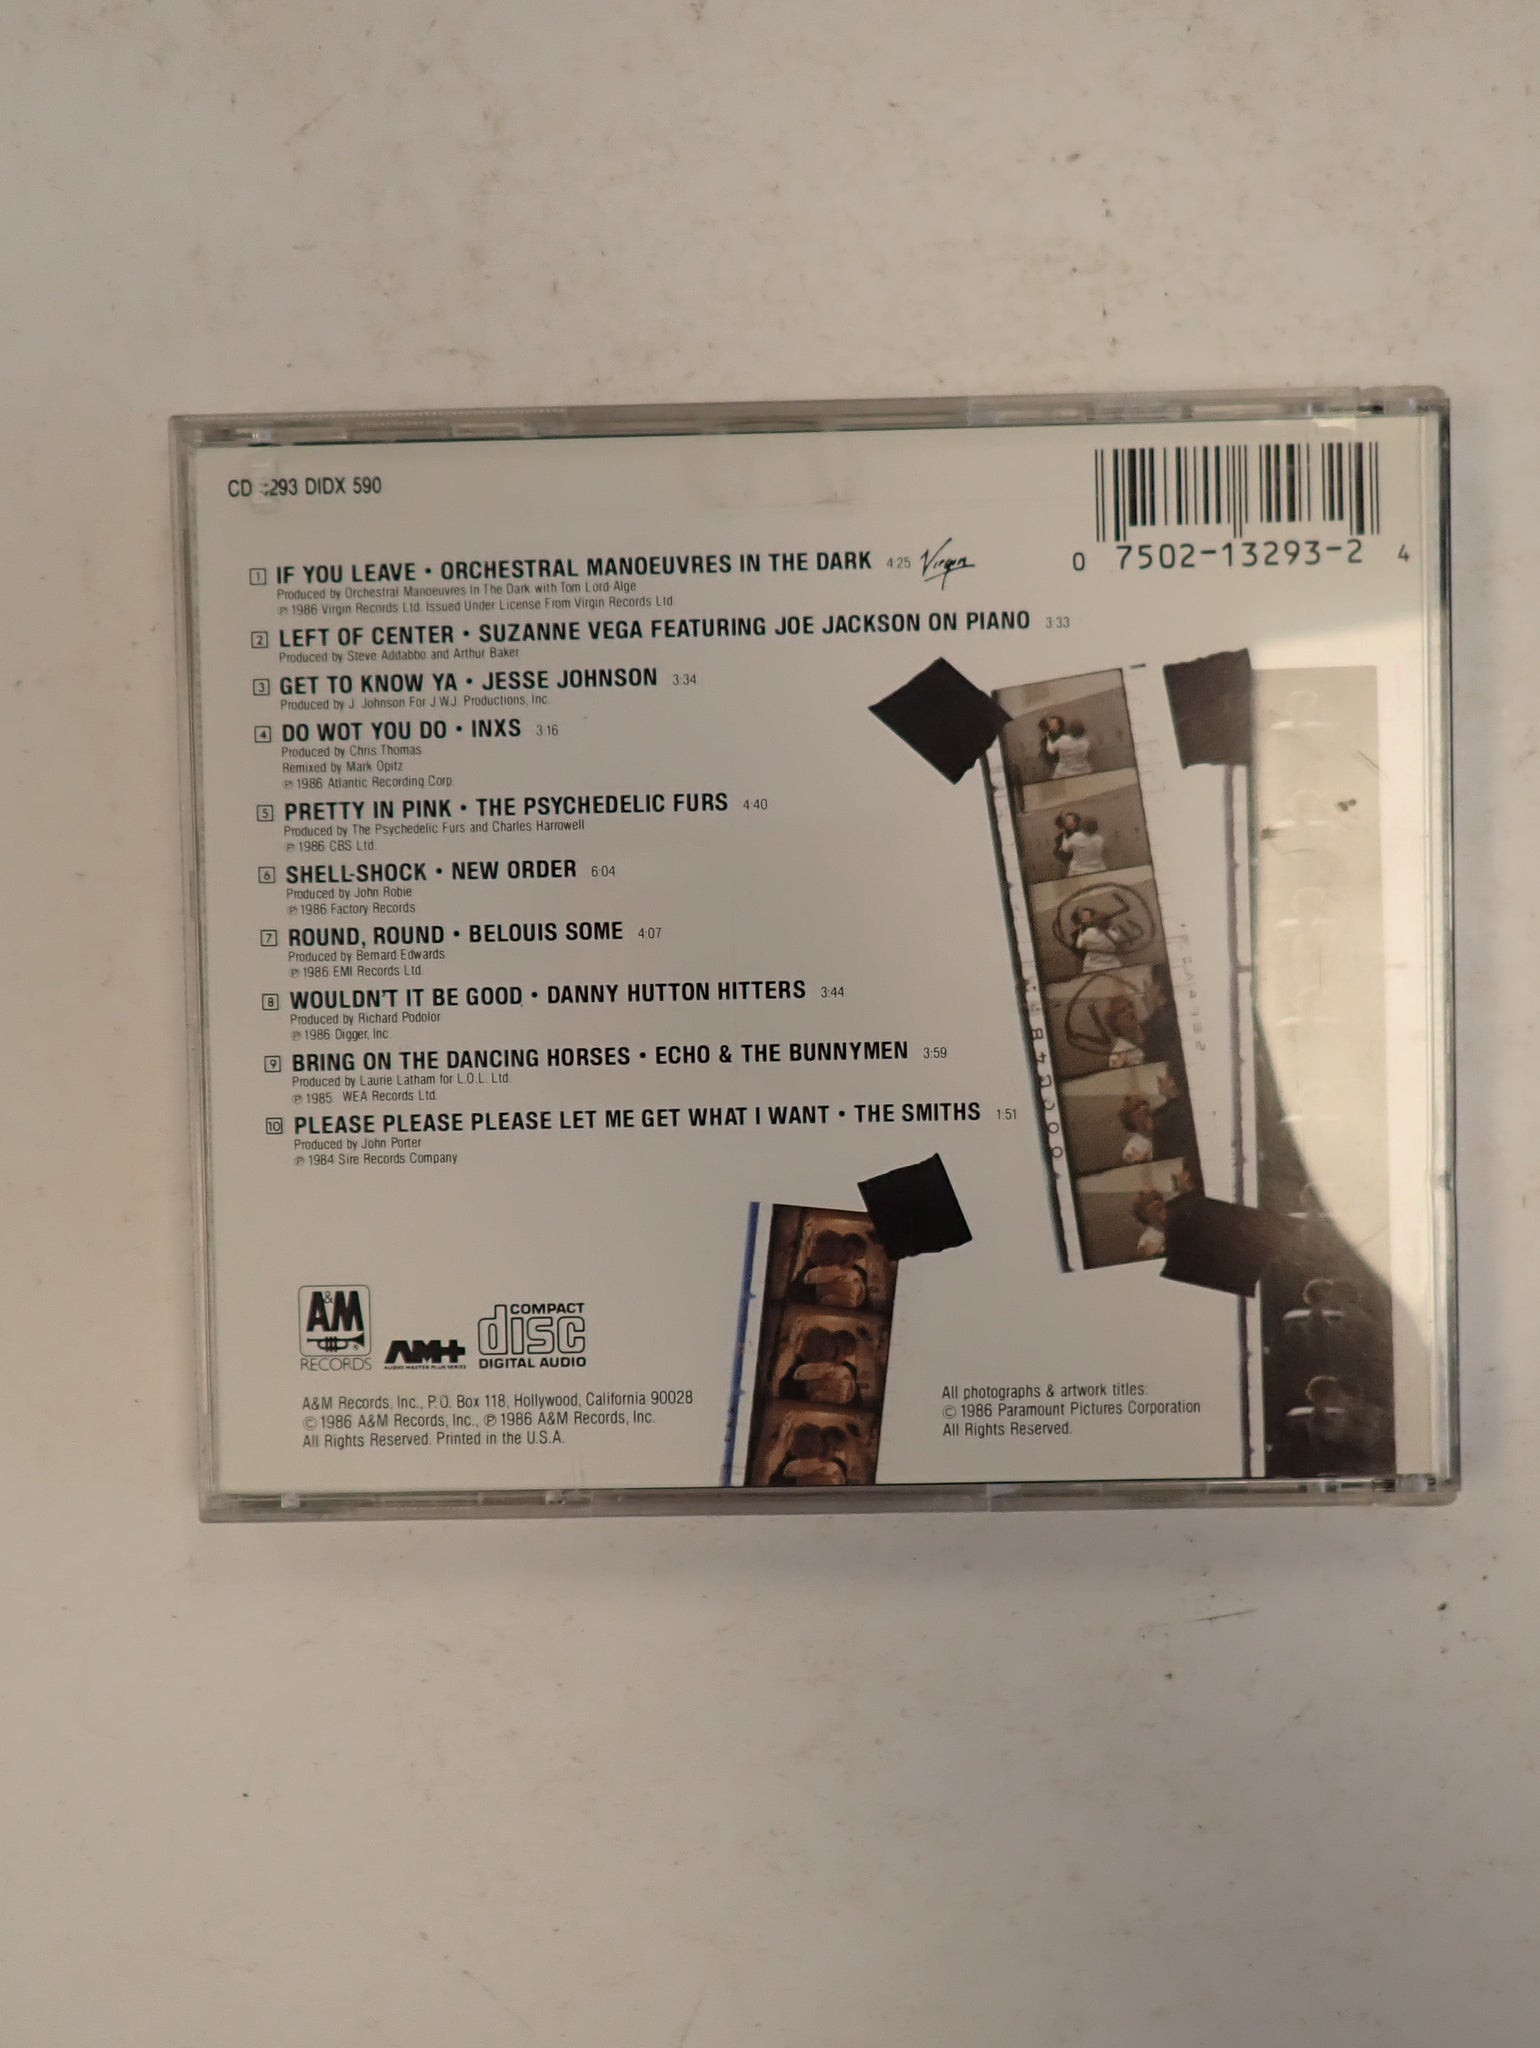 CD 3293 DIDX 590
0 7502-13293-2 4
1 IF YOU LEAVE • ORCHESTRAL MANOEUVRES IN THE DARK 4:25 Virgin
Produced by Orchestral Manoeuvres In The Dark with Tom Lord-Alge
℗ 1986 Virgin Records Ltd. Issued Under License From Virgin Records Ltd.
2 LEFT OF CENTER • SUZANNE VEGA FEATURING JOE JACKSON ON PIANO 3:33
Produced by Steve Addabbo and Arthur Baker
3 GET TO KNOW YA • JESSE JOHNSON 3:34
Produced by J. Johnson For J.W.J. Productions, Inc.
4 DO WOT YOU DO • INXS 3:16
Produced by Chris Thomas
Remixed by Mark Opitz
℗ 1986 Atlantic Recording Corp.
5 PRETTY IN PINK • THE PSYCHEDELIC FURS 4:40
Produced by The Psychedelic Furs and Charles Harrowell
℗ 1986 CBS Ltd.
6 SHELL-SHOCK • NEW ORDER 6:04
Produced by John Robie
℗ 1986 Factory Records
7 ROUND, ROUND • BELOUIS SOME 4:07
Produced by Bernard Edwards
℗ 1986 EMI Records Ltd.
8 WOULDN'T IT BE GOOD • DANNY HUTTON HITTERS 3:44
Produced by Richard Podolor
℗ 1986 Digger, Inc.
9 BRING ON THE DANCING HORSES • ECHO & THE BUNNYMEN 3:59
Produced by Laurie Latham for L.O.L. Ltd.
℗ 1985 WEA Records Ltd.
10 PLEASE PLEASE PLEASE LET ME GET WHAT I WANT • THE SMITHS 1:51
Produced by John Porter
℗ 1984 Sire Records Company
A&M
RECORDS
AM+
AUDIO MASTER PLUS SERIES
COMPACT
disc
DIGITAL AUDIO
A&M Records, Inc., P.O. Box 118, Hollywood, California 90028
© 1986 A&M Records, Inc., ℗ 1986 A&M Records, Inc.
All Rights Reserved. Printed in the U.S.A.
All photographs & artwork titles:
© 1986 Paramount Pictures Corporation
All Rights Reserved.